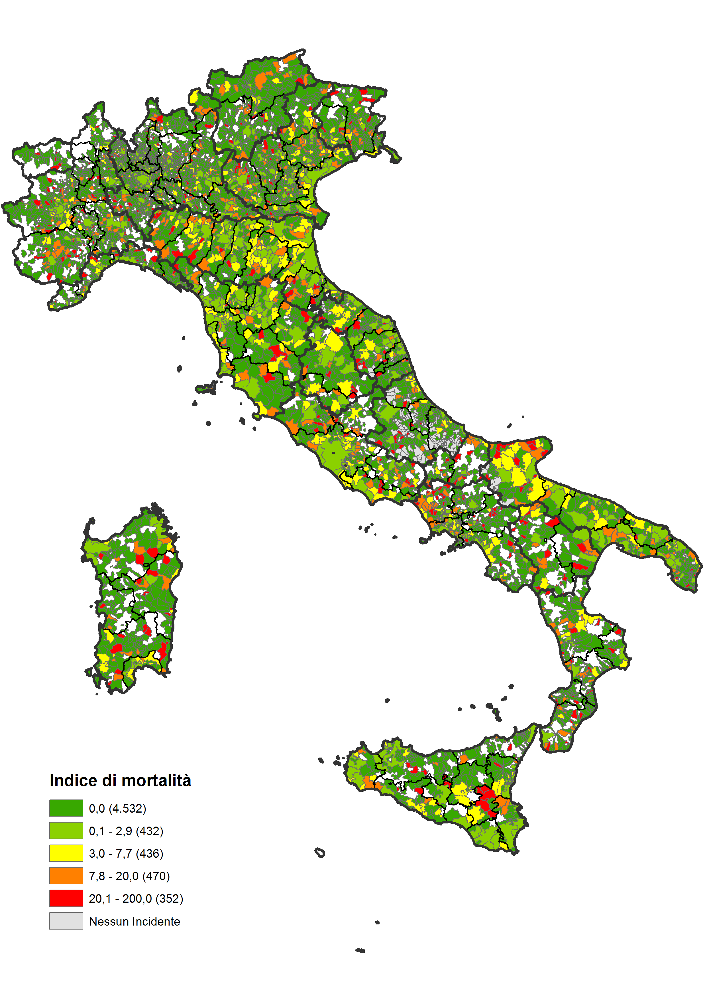 Indice di mortalità
0,0 (4.532)
0,1 - 2,9 (432)
3,0 - 7,7 (436)
7,8 - 20,0 (470)
20,1 - 200,0 (352)
Nessun Incidente